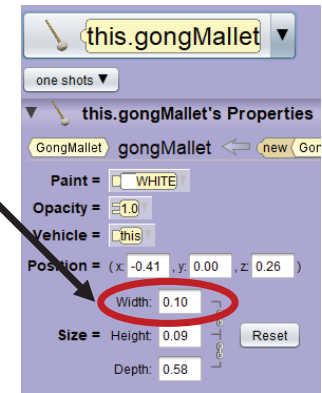 this.gongMallet ▼
one shots ▼
▼ this.gongMallet's Properties
GongMallet gongMallet new Gon
Paint = WHITE
Opacity = 1.0
Vehicle = this
Position = (x: -0.41 , y: 0.00 , z: 0.26 )
Width: 0.10
Size = Height: 0.09 Reset
Depth: 0.58